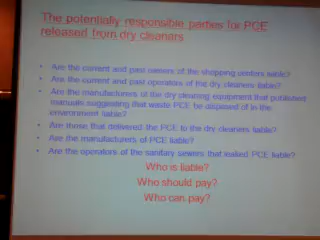 The potentially responsible parties for PCE
released from dry cleaners
• Are the current and past owners of the shopping centers liable?
• Are the current and past operators of the dry cleaners liable?
• Are the manufacturers of the dry cleaning equipment that published
manuals suggesting that waste PCE be disposed of in the
environment liable?
• Are those that delivered the PCE to the dry cleaners liable?
• Are the manufacturers of PCE liable?
• Are the operators of the sanitary sewers that leaked PCE liable?
Who is liable?
Who should pay?
Who can pay?